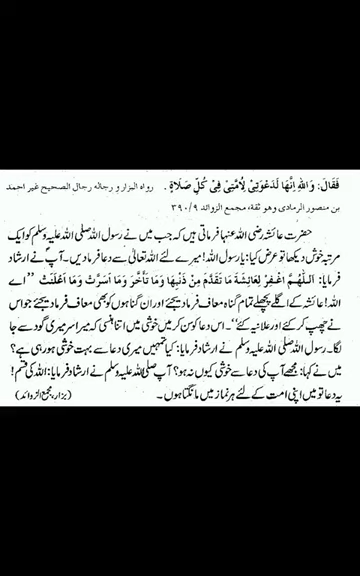 فَقَالَ: وَاللّٰهِ اِنَّهَا لَدَعْوَتِيْ لِاُمَّتِيْ فِيْ كُلِّ صَلَاةٍ . رواه البزار و رجاله رجال الصحيح غير احمد
بن منصور الرمادى وهو ثقة، مجمع الزوائد ۳۹۰/۹
حضرت عائشہ رضی اللہ عنہا فرماتی ہیں کہ جب میں نے رسول اللہ صلی اللہ علیہ وسلم کو ایک
مرتبہ خوش دیکھا تو عرض کیا: یا رسول اللہ! میرے لئے اللہ تعالیٰ سے دعا فرما دیں۔ آپ نے ارشاد
فرمایا: اَللّٰهُمَّ اغْفِرْ لِعَائِشَةَ مَا تَقَدَّمَ مِنْ ذَنْبِهَا وَمَا تَأَخَّرَ وَمَا اَسَرَّتْ وَمَا اَعْلَنَتْ ’’اے
اللہ! عائشہ کے اگلے پچھلے تمام گناہ معاف فرما دیجئے اور ان گناہوں کو بھی معاف فرما دیجئے جو اس
نے چھپ کر کئے اور علانیہ کئے‘‘۔ اس دعا کو سن کر میں خوشی میں اتنا ہنسی کہ میرا سر میری گود سے جا
لگا۔ رسول اللہ صلی اللہ علیہ وسلم نے ارشاد فرمایا: کیا تمہیں میری دعا سے بہت خوشی ہو رہی ہے؟
میں نے کہا: مجھے آپ کی دعا سے خوشی کیوں نہ ہو؟ آپ صلی اللہ علیہ وسلم نے ارشاد فرمایا: اللہ کی قسم!
یہ دعا تو میں اپنی امت کے لئے ہر نماز میں مانگتا ہوں۔ (بزار، مجمع الزوائد)